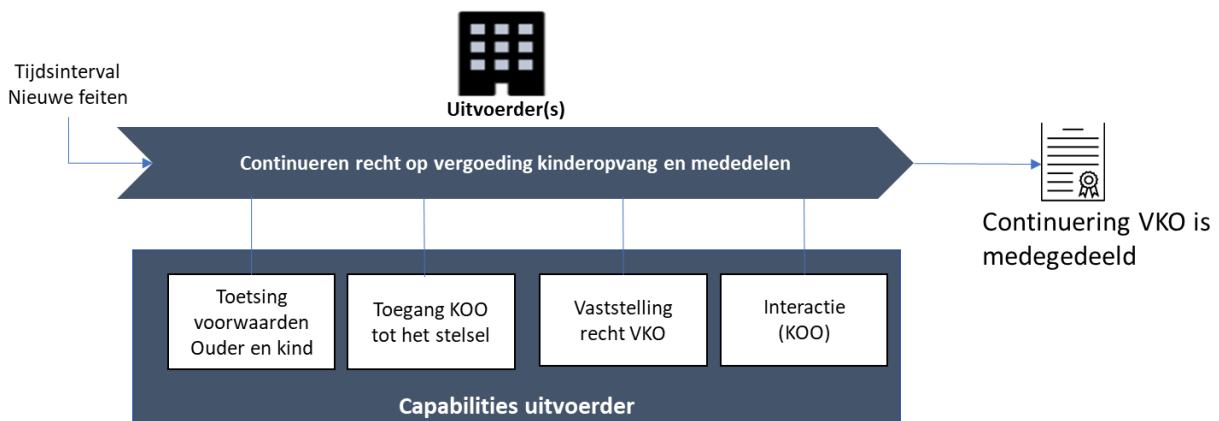 Tijdsinterval
Nieuwe feiten
Uitvoerder(s)
Continueren recht op vergoeding kinderopvang en mededelen
Continuering VKO is
medegedeeld
Toetsing
voorwaarden
Ouder en kind
Toegang KOO
tot het stelsel
Vaststelling
recht VKO
Interactie
(KOO)
Capabilities uitvoerder